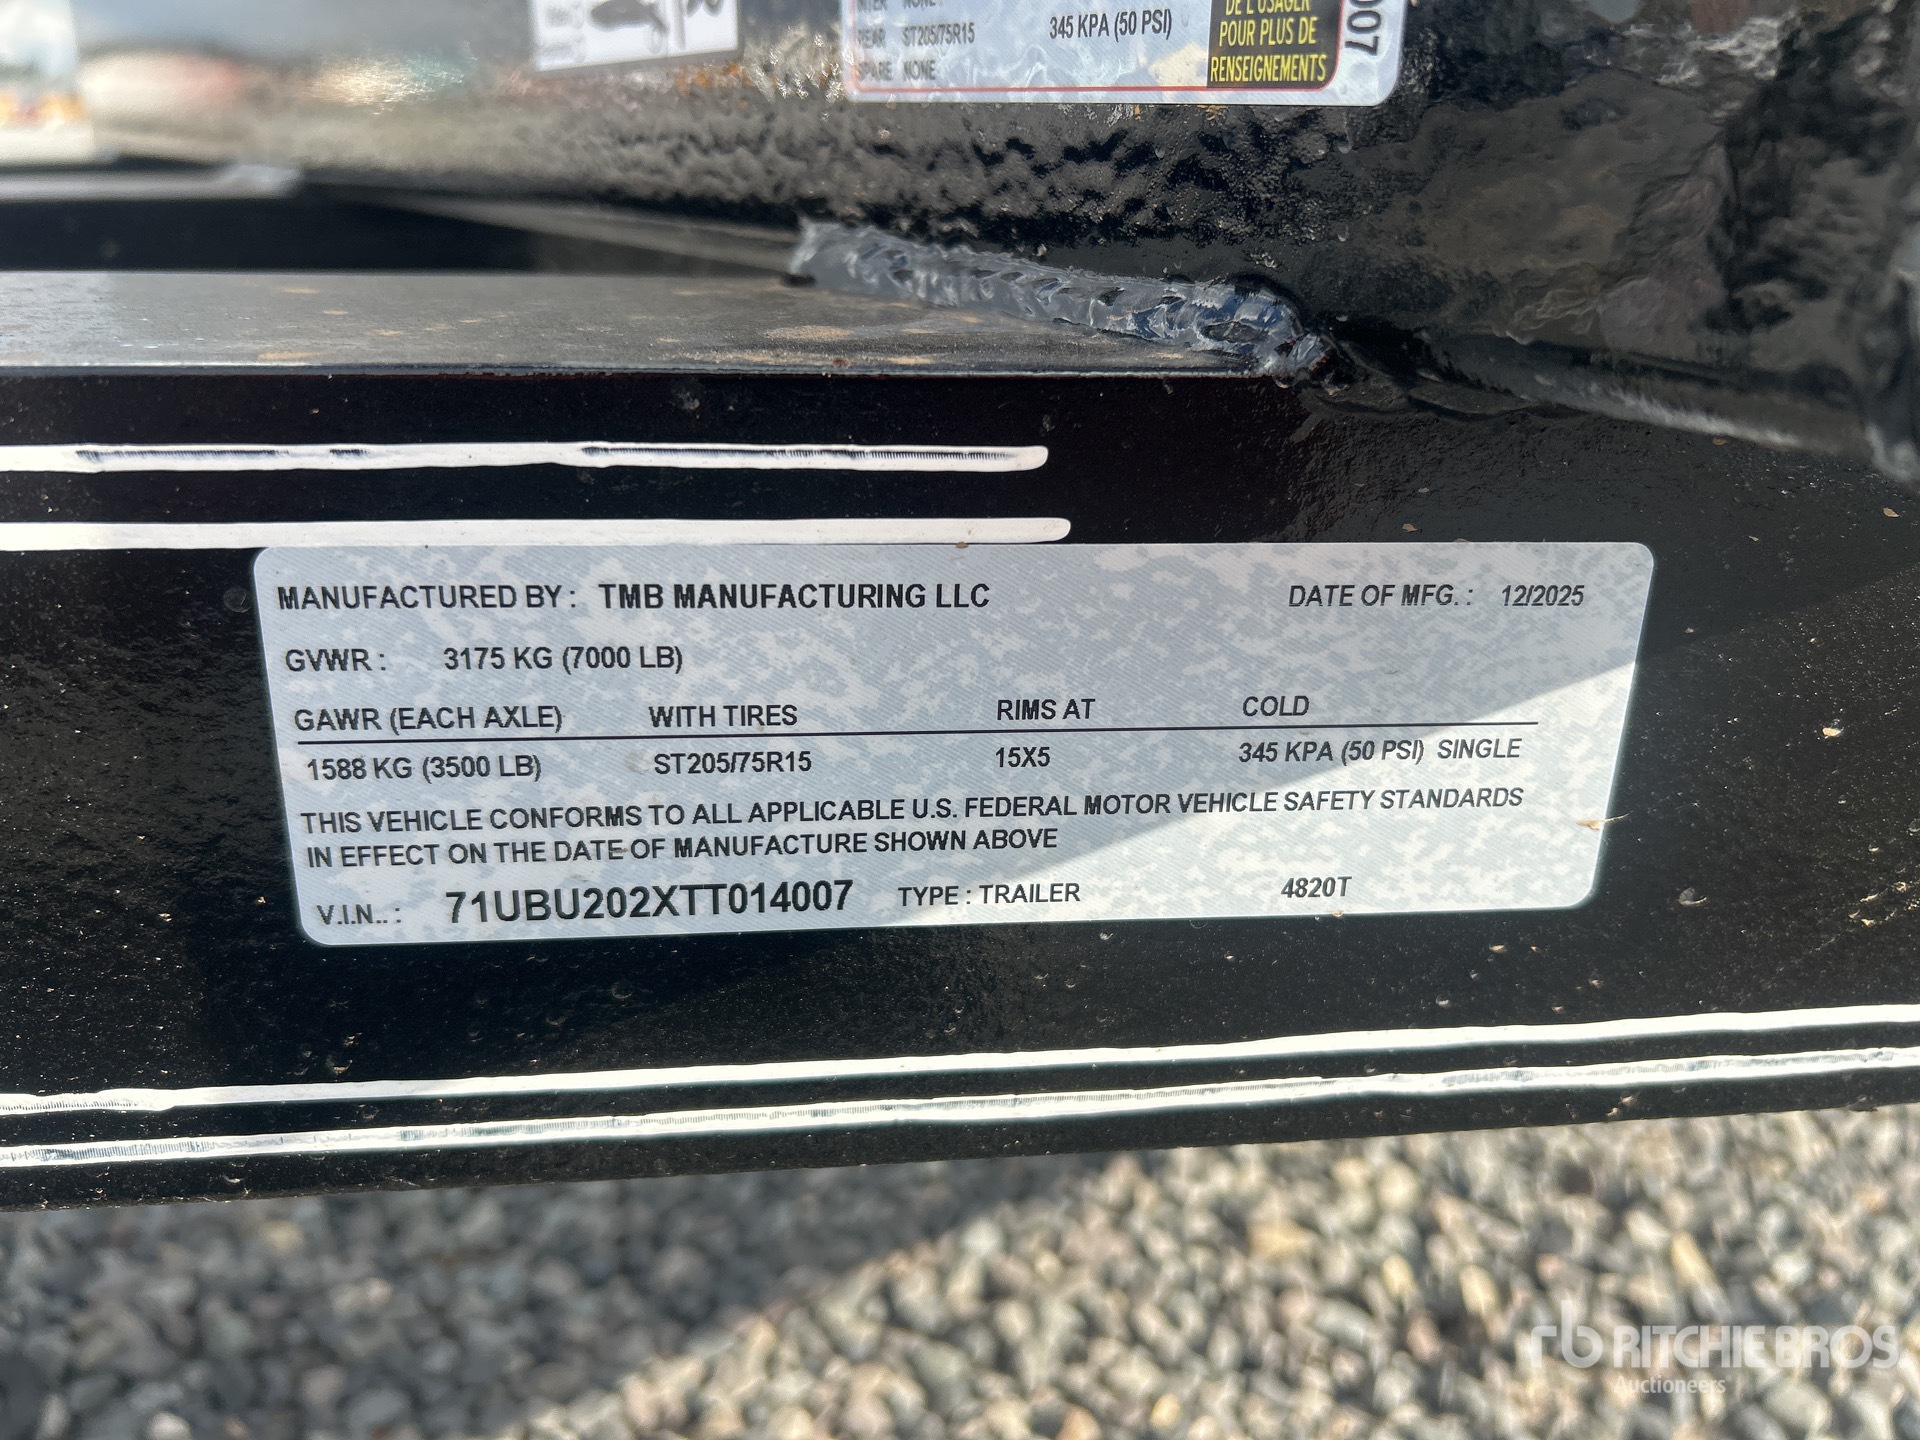 REAR ST205/75R15 345 KPA (50 PSI)
SPARE NONE
DE L'USAGER
POUR PLUS DE
RENSEIGNEMENTS
007
MANUFACTURED BY : TMB MANUFACTURING LLC DATE OF MFG. : 12/2025
GVWR : 3175 KG (7000 LB)
GAWR (EACH AXLE) WITH TIRES RIMS AT COLD
1588 KG (3500 LB) ST205/75R15 15X5 345 KPA (50 PSI) SINGLE
THIS VEHICLE CONFORMS TO ALL APPLICABLE U.S. FEDERAL MOTOR VEHICLE SAFETY STANDARDS
IN EFFECT ON THE DATE OF MANUFACTURE SHOWN ABOVE
V.I.N.. : 71UBU202XTT014007 TYPE : TRAILER 4820T
rb RITCHIE BROS.
Auctioneers